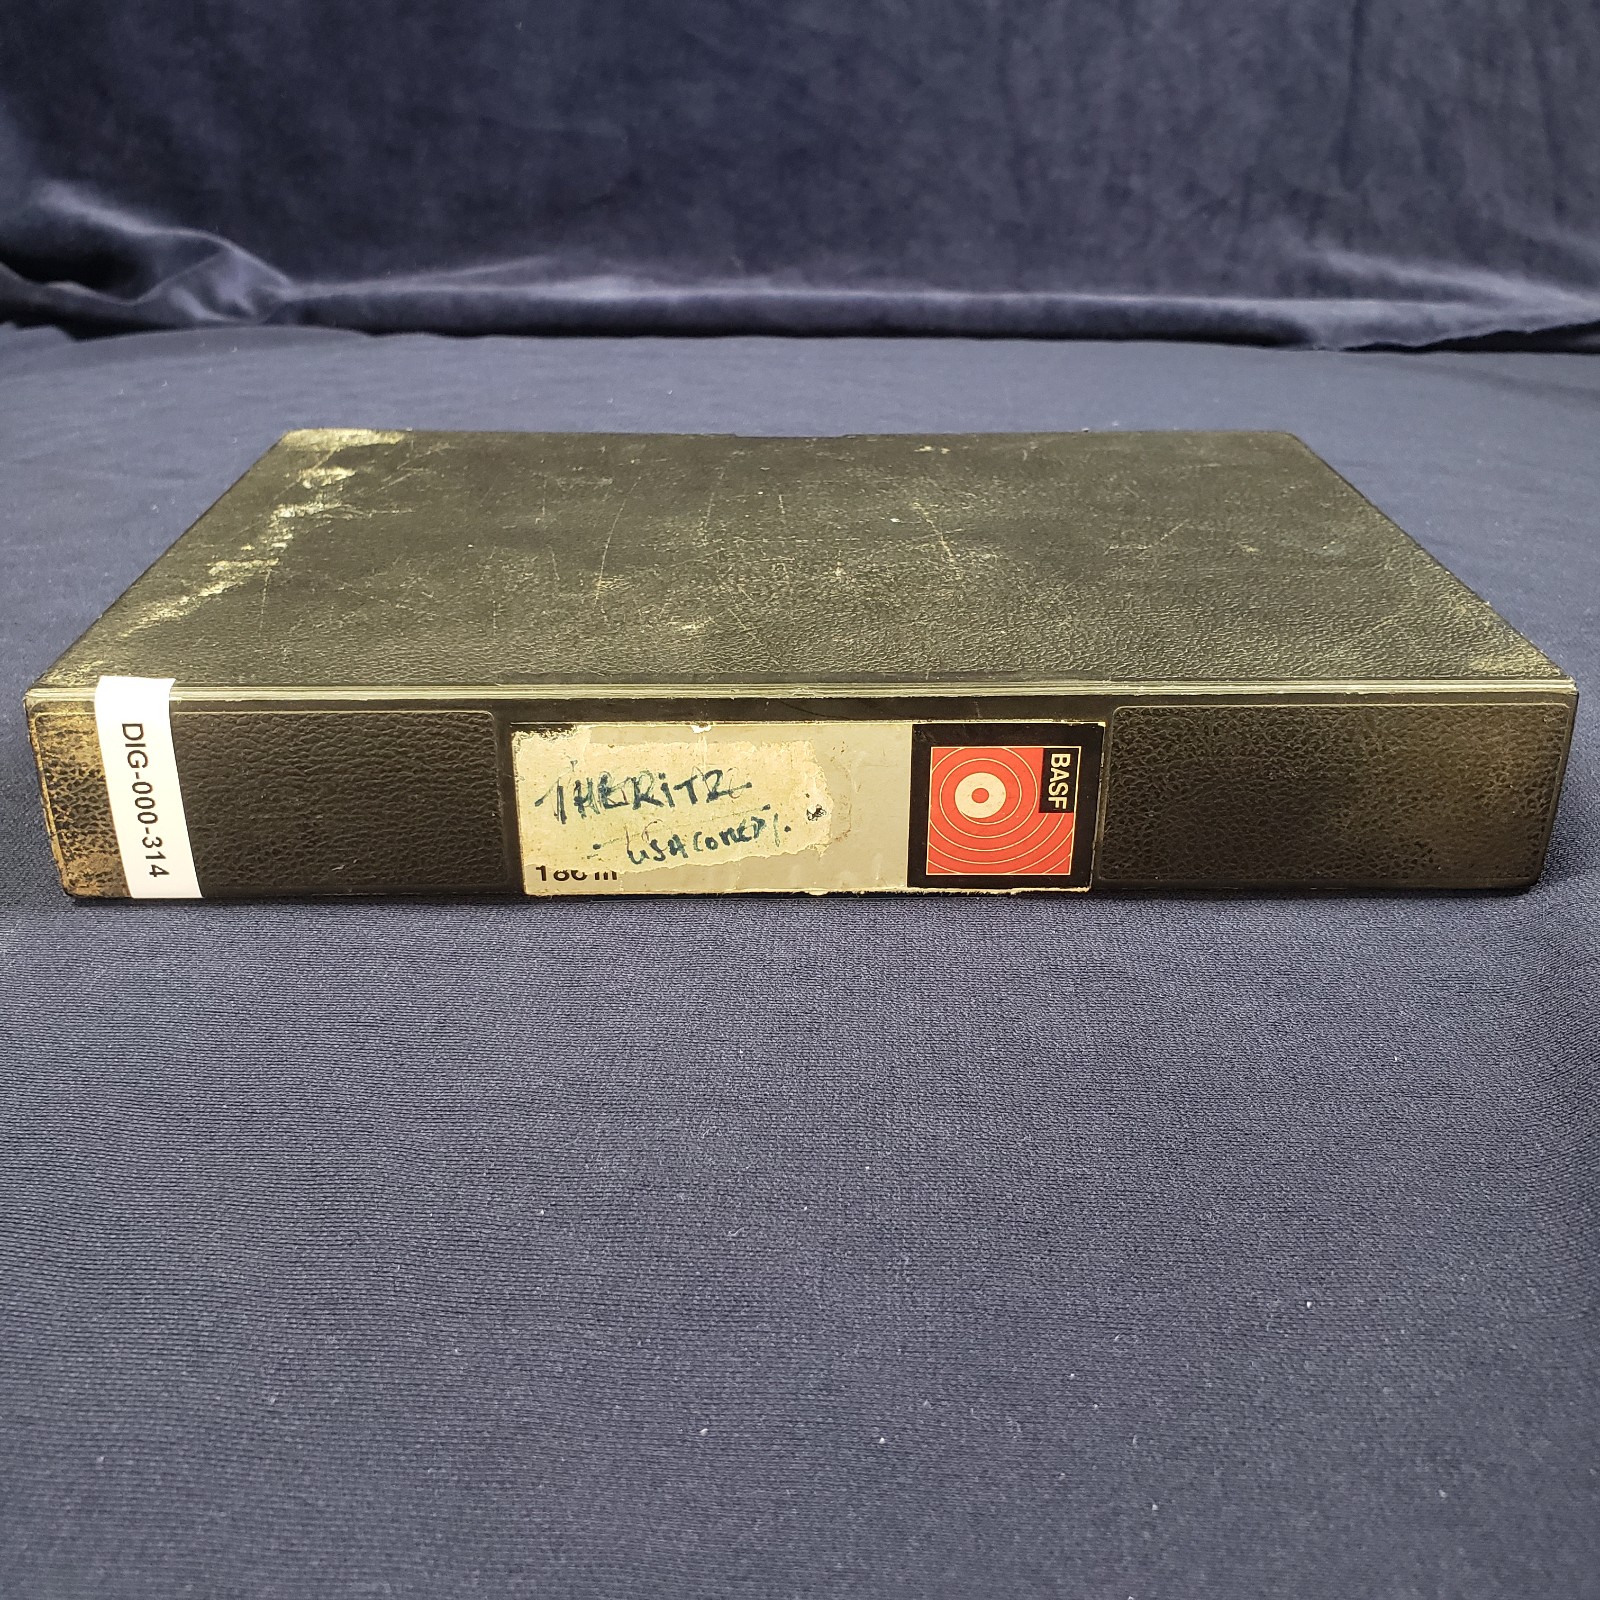 DIG-000-314
THE RITZ
USA COMEDY.
BASF